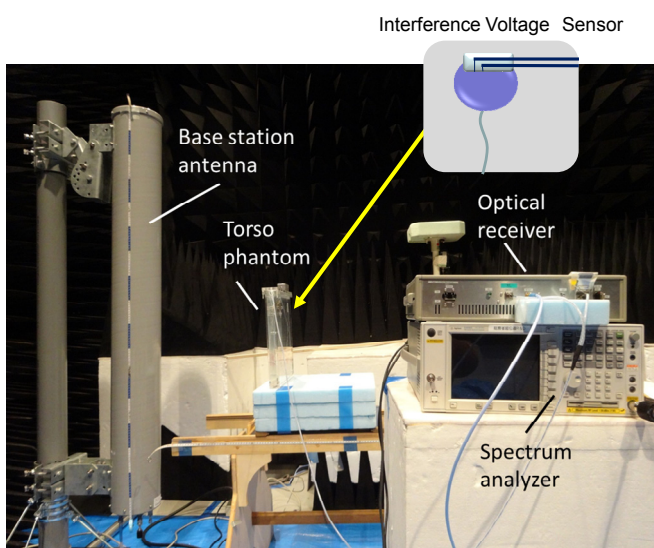 Interference Voltage Sensor
Base station
antenna
Optical
receiver
Torso
phantom
Spectrum
analyzer